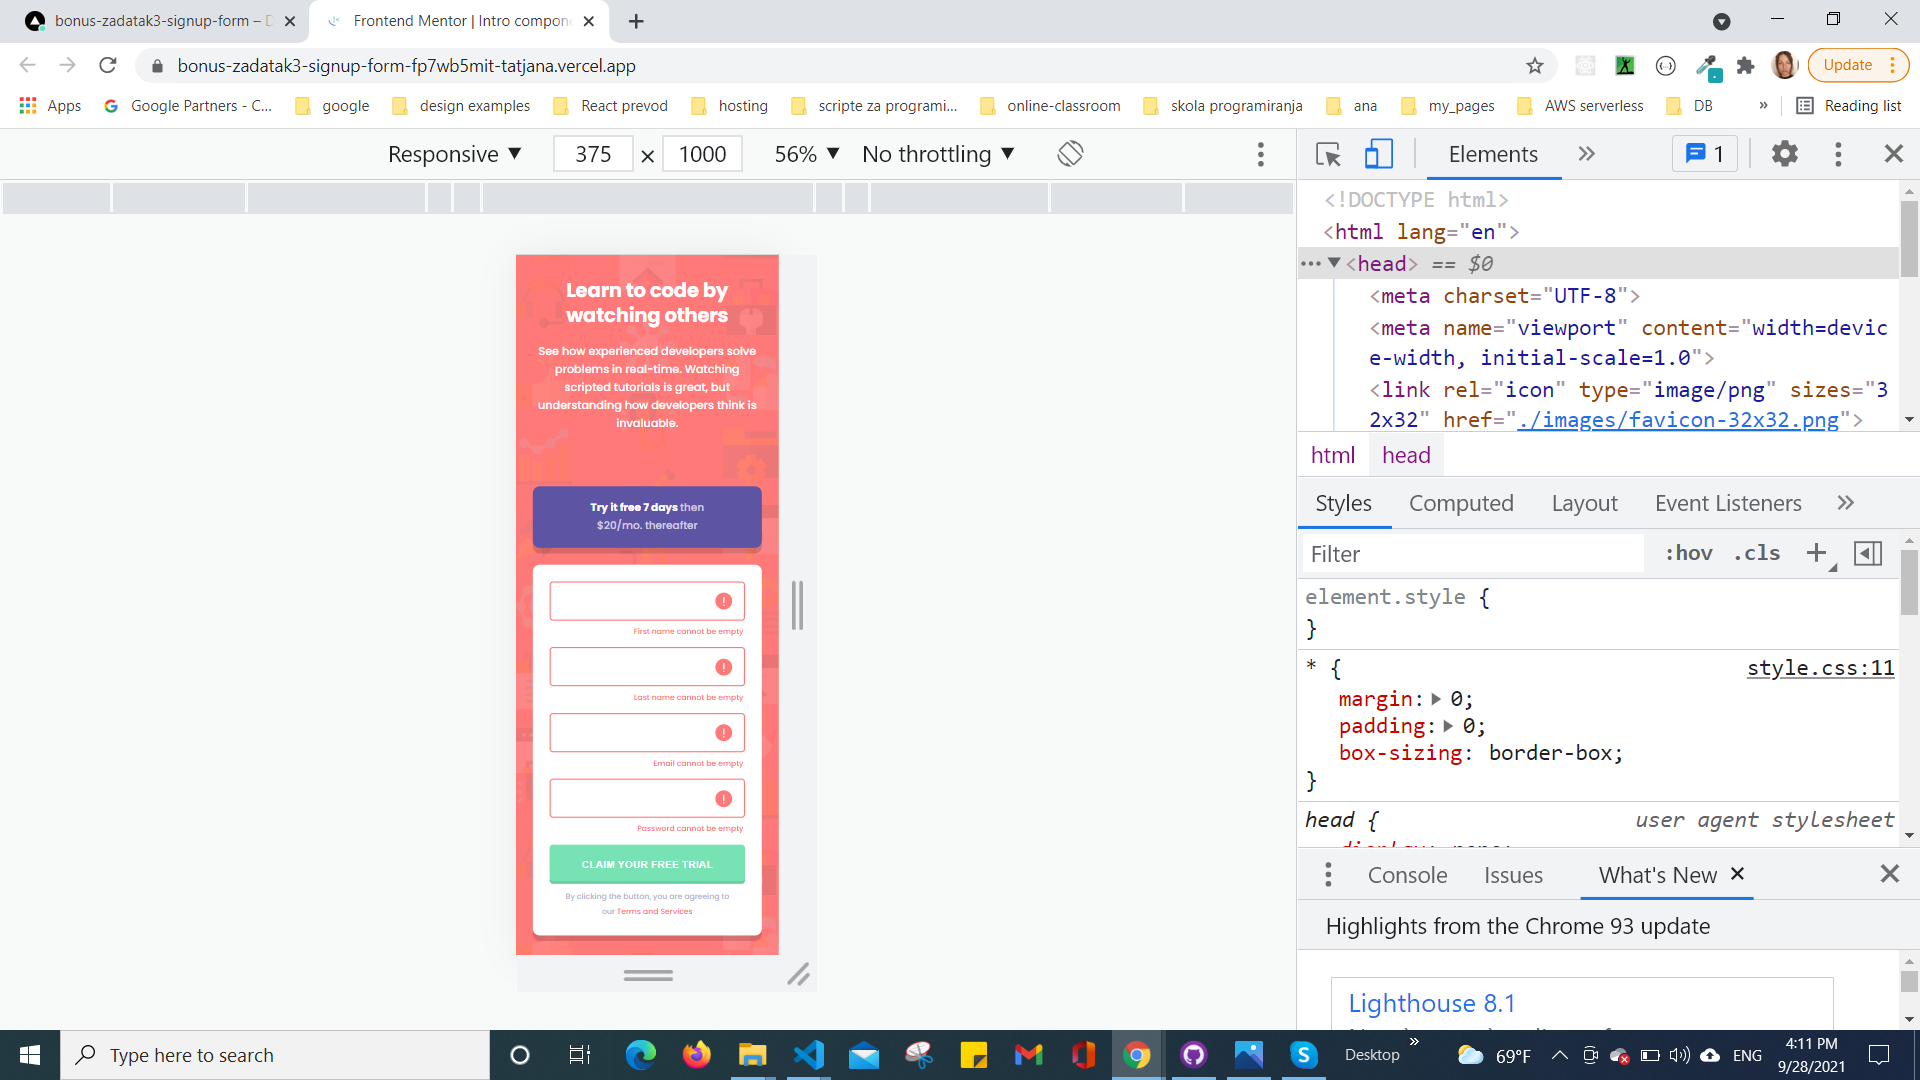 bonus-zadatak3-signup-form – D
Frontend Mentor | Intro compone
bonus-zadatak3-signup-form-fp7wb5mit-tatjana.vercel.app
Update
Apps
Google Partners - C...
google
design examples
React prevod
hosting
scripte za programi...
online-classroom
skola programiranja
ana
my_pages
AWS serverless
DB
»
Reading list
Responsive ▼ 375 × 1000 56% ▼ No throttling ▼
Elements
»
1
<!DOCTYPE html>
<html lang="en">
••• ▼<head> == $0
<meta charset="UTF-8">
<meta name="viewport" content="width=devic
e-width, initial-scale=1.0">
<link rel="icon" type="image/png" sizes="3
2x32" href="./images/favicon-32x32.png">
html head
Styles Computed Layout Event Listeners »
Filter :hov .cls +
element.style {
}
* { style.css:11
margin: 0;
padding: 0;
box-sizing: border-box;
}
head { user agent stylesheet
Console Issues What's New ×
Highlights from the Chrome 93 update
Lighthouse 8.1
Learn to code by
watching others
See how experienced developers solve
problems in real-time. Watching
scripted tutorials is great, but
understanding how developers think is
invaluable.
Try it free 7 days then
$20/mo. thereafter
First name cannot be empty
Last name cannot be empty
Email cannot be empty
Password cannot be empty
CLAIM YOUR FREE TRIAL
By clicking the button, you are agreeing to
our Terms and Services
Type here to search
Desktop »
69°F
ENG
4:11 PM
9/28/2021